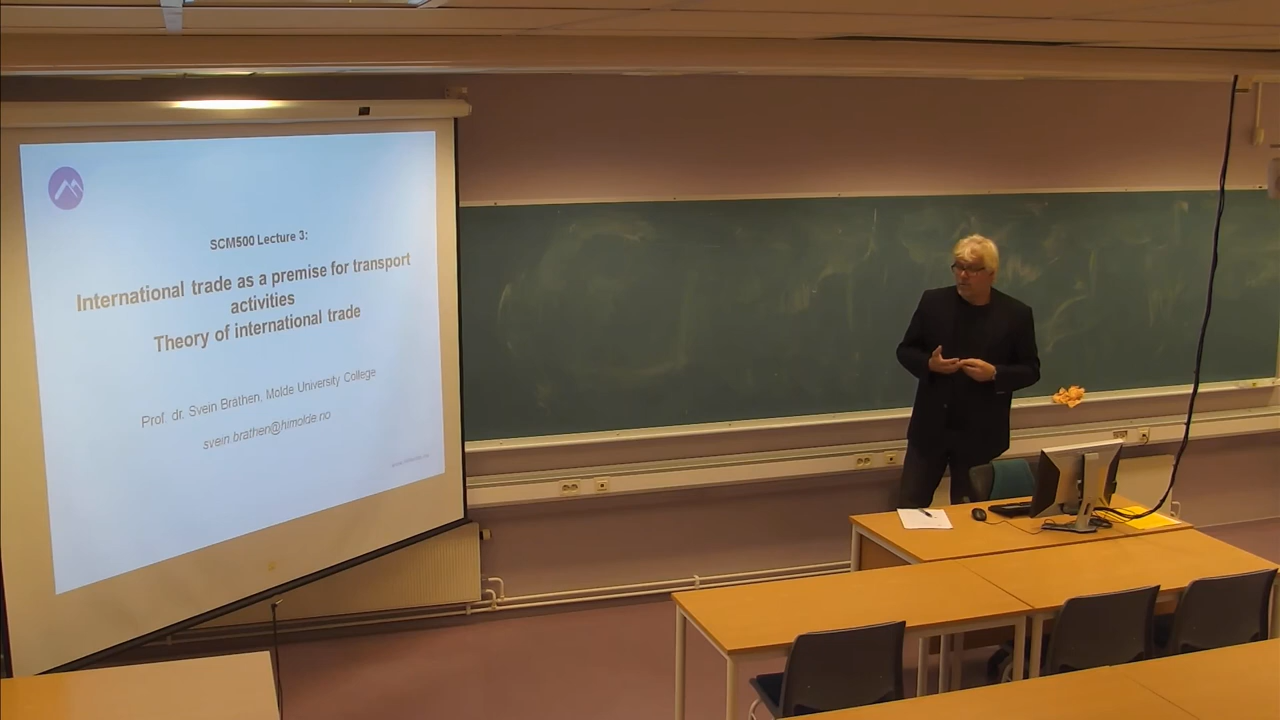 SCM500 Lecture 3:
International trade as a premise for transport
activities
Theory of international trade
Prof. dr. Svein Bråthen, Molde University College
svein.brathen@himolde.no